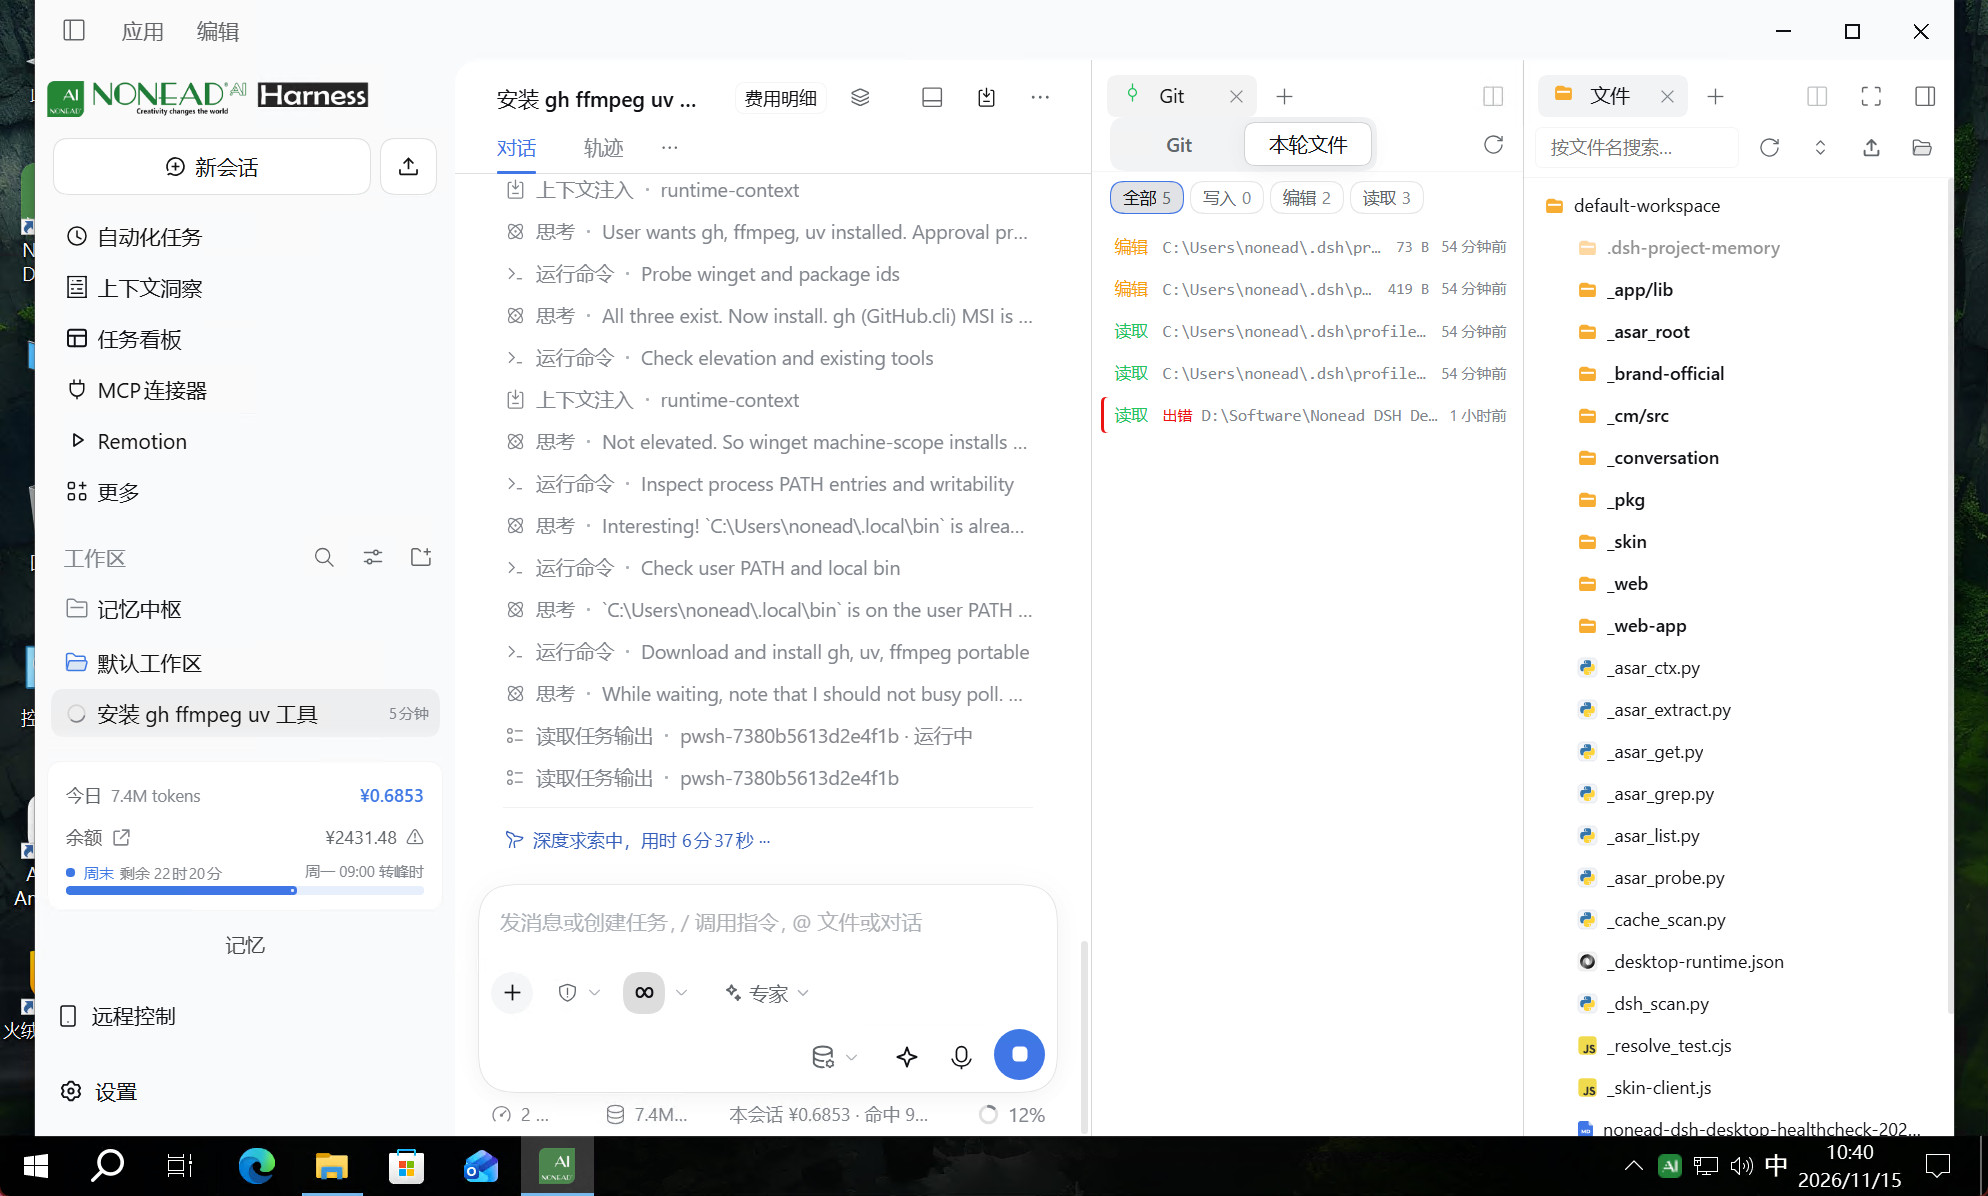 应用
编辑
AI
NONEAD
NONEAD AI
Creativity changes the world
Harness
新会话
自动化任务
上下文洞察
任务看板
MCP连接器
Remotion
更多
工作区
记忆中枢
默认工作区
安装 gh ffmpeg uv 工具
5分钟
今日 7.4M tokens
¥0.6853
余额
¥2431.48
周末 剩余 22时20分
周一 09:00 转峰时
记忆
远程控制
设置
安装 gh ffmpeg uv ...
费用明细
对话
轨迹
上下文注入 · runtime-context
思考 · User wants gh, ffmpeg, uv installed. Approval pr...
运行命令 · Probe winget and package ids
思考 · All three exist. Now install. gh (GitHub.cli) MSI is ...
运行命令 · Check elevation and existing tools
上下文注入 · runtime-context
思考 · Not elevated. So winget machine-scope installs ...
运行命令 · Inspect process PATH entries and writability
思考 · Interesting! `C:\Users\nonead\.local\bin` is alrea...
运行命令 · Check user PATH and local bin
思考 · `C:\Users\nonead\.local\bin` is on the user PATH ...
运行命令 · Download and install gh, uv, ffmpeg portable
思考 · While waiting, note that I should not busy poll. ...
读取任务输出 · pwsh-7380b5613d2e4f1b · 运行中
读取任务输出 · pwsh-7380b5613d2e4f1b
深度求索中，用时 6分37秒 ...
发消息或创建任务, / 调用指令, @ 文件或对话
专家
2 ...
7.4M...
本会话 ¥0.6853 · 命中 9...
12%
Git
Git
本轮文件
全部 5
写入 0
编辑 2
读取 3
编辑 C:\Users\nonead\.dsh\pr... 73 B 54 分钟前
编辑 C:\Users\nonead\.dsh\p... 419 B 54 分钟前
读取 C:\Users\nonead\.dsh\profile... 54 分钟前
读取 C:\Users\nonead\.dsh\profile... 54 分钟前
读取 出错 D:\Software\Nonead DSH De... 1 小时前
文件
按文件名搜索...
default-workspace
.dsh-project-memory
_app/lib
_asar_root
_brand-official
_cm/src
_conversation
_pkg
_skin
_web
_web-app
_asar_ctx.py
_asar_extract.py
_asar_get.py
_asar_grep.py
_asar_list.py
_asar_probe.py
_cache_scan.py
_desktop-runtime.json
_dsh_scan.py
JS _resolve_test.cjs
JS _skin-client.js
nonead-dsh-desktop-healthcheck-202...
N
D
控
A
An
火绒
AI
NONEAD
AI
中
10:40
2026/11/15